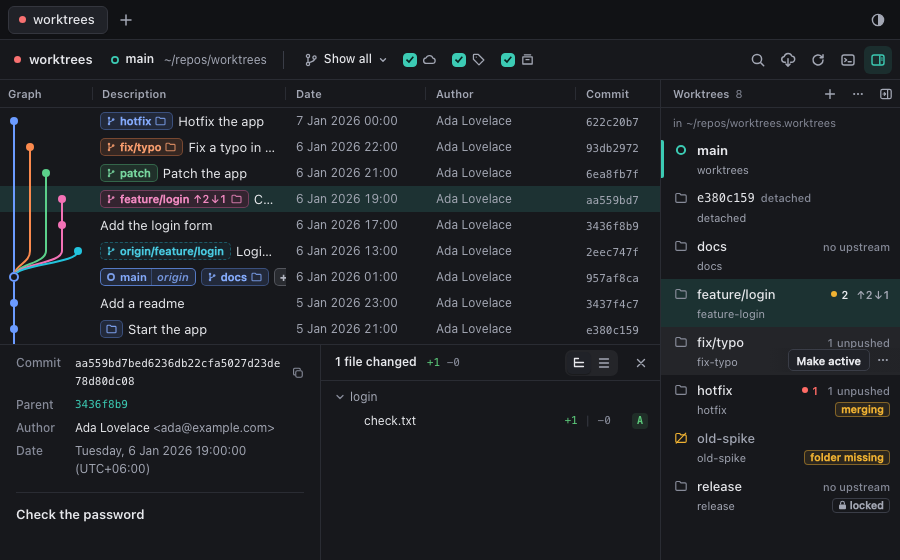 worktrees
worktrees main ~/repos/worktrees Show all
Graph Description Date Author Commit
hotfix Hotfix the app 7 Jan 2026 00:00 Ada Lovelace 622c20b7
fix/typo Fix a typo in ... 6 Jan 2026 22:00 Ada Lovelace 93db2972
patch Patch the app 6 Jan 2026 21:00 Ada Lovelace 6ea8fb7f
feature/login ↑2↓1 C... 6 Jan 2026 19:00 Ada Lovelace aa559bd7
Add the login form 6 Jan 2026 17:00 Ada Lovelace 3436f8b9
origin/feature/login Logi... 6 Jan 2026 13:00 Ada Lovelace 2eec747f
main origin docs 6 Jan 2026 01:00 Ada Lovelace 957af8ca
Add a readme 5 Jan 2026 23:00 Ada Lovelace 3437f4c7
Start the app 5 Jan 2026 21:00 Ada Lovelace e380c159
Commit aa559bd7bed6236db22cfa5027d23de
78d80dc08
Parent 3436f8b9
Author Ada Lovelace <ada@example.com>
Date Tuesday, 6 Jan 2026 19:00:00
(UTC+06:00)
Check the password
1 file changed +1 −0
login
check.txt +1 | −0 A
Worktrees 8
in ~/repos/worktrees.worktrees
main
worktrees
e380c159 detached
detached
docs no upstream
docs
feature/login 2 ↑2↓1
feature-login
fix/typo 1 unpushed
fix-typo Make active
hotfix 1 1 unpushed
hotfix merging
old-spike
old-spike folder missing
release no upstream
release locked